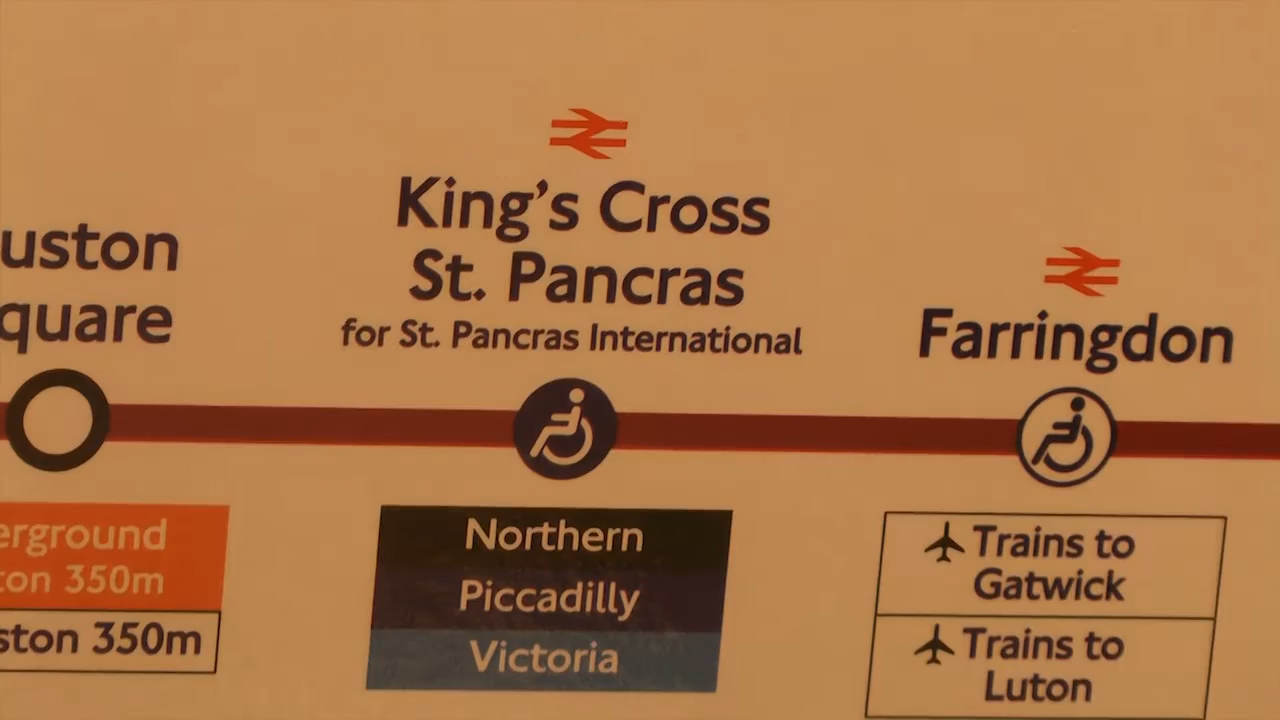 uston
quare
erground
ton 350m
ston 350m
King's Cross
St. Pancras
for St. Pancras International
Northern
Piccadilly
Victoria
Farringdon
Trains to
Gatwick
Trains to
Luton